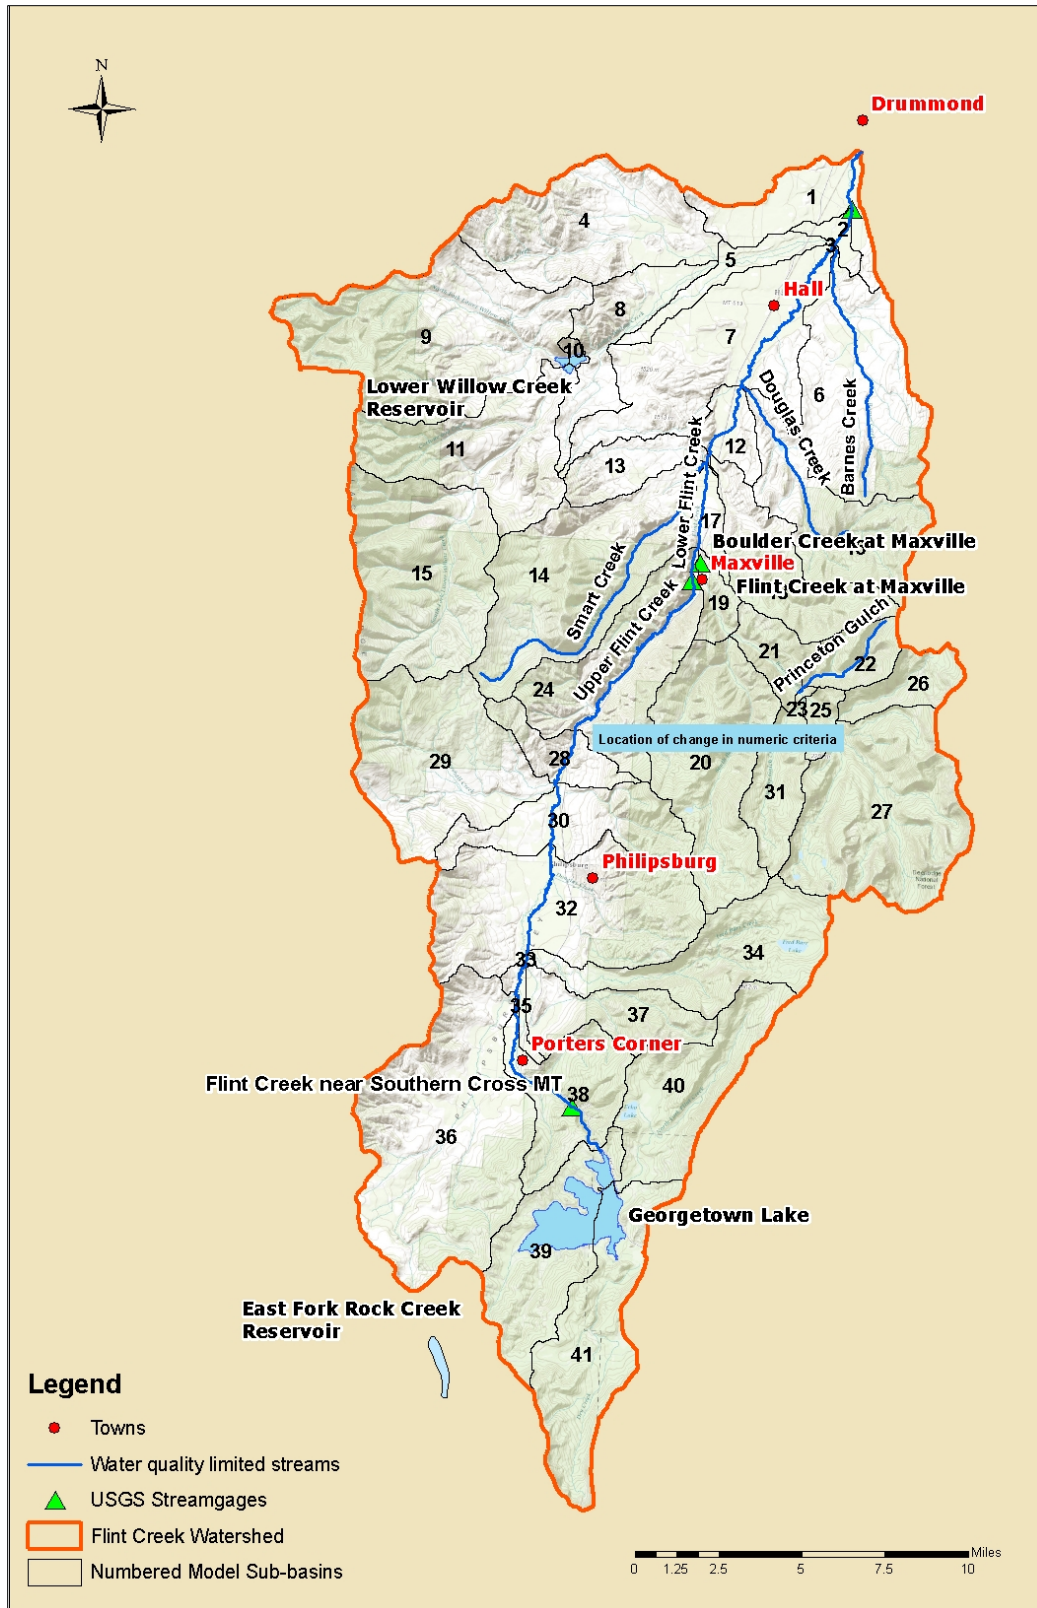 N
Drummond
1
4
2
3
5
Hall
8
7
9
10
Lower Willow Creek
Reservoir
6
Douglas Creek
Barnes Creek
11
12
13
Lower Flint Creek
17
Boulder Creek at Maxville
Maxville
Flint Creek at Maxville
15
14
Smart Creek
Upper Flint Creek
19
Princeton Gulch
21
22
26
24
23
25
Location of change in numeric criteria
28
29
20
31
27
30
Philipsburg
32
34
33
35
37
Porters Corner
Flint Creek near Southern Cross MT
38
40
36
Georgetown Lake
39
East Fork Rock Creek
Reservoir
41
Legend
Towns
Water quality limited streams
USGS Streamgages
Flint Creek Watershed
Numbered Model Sub-basins
Miles
0 1.25 2.5 5 7.5 10